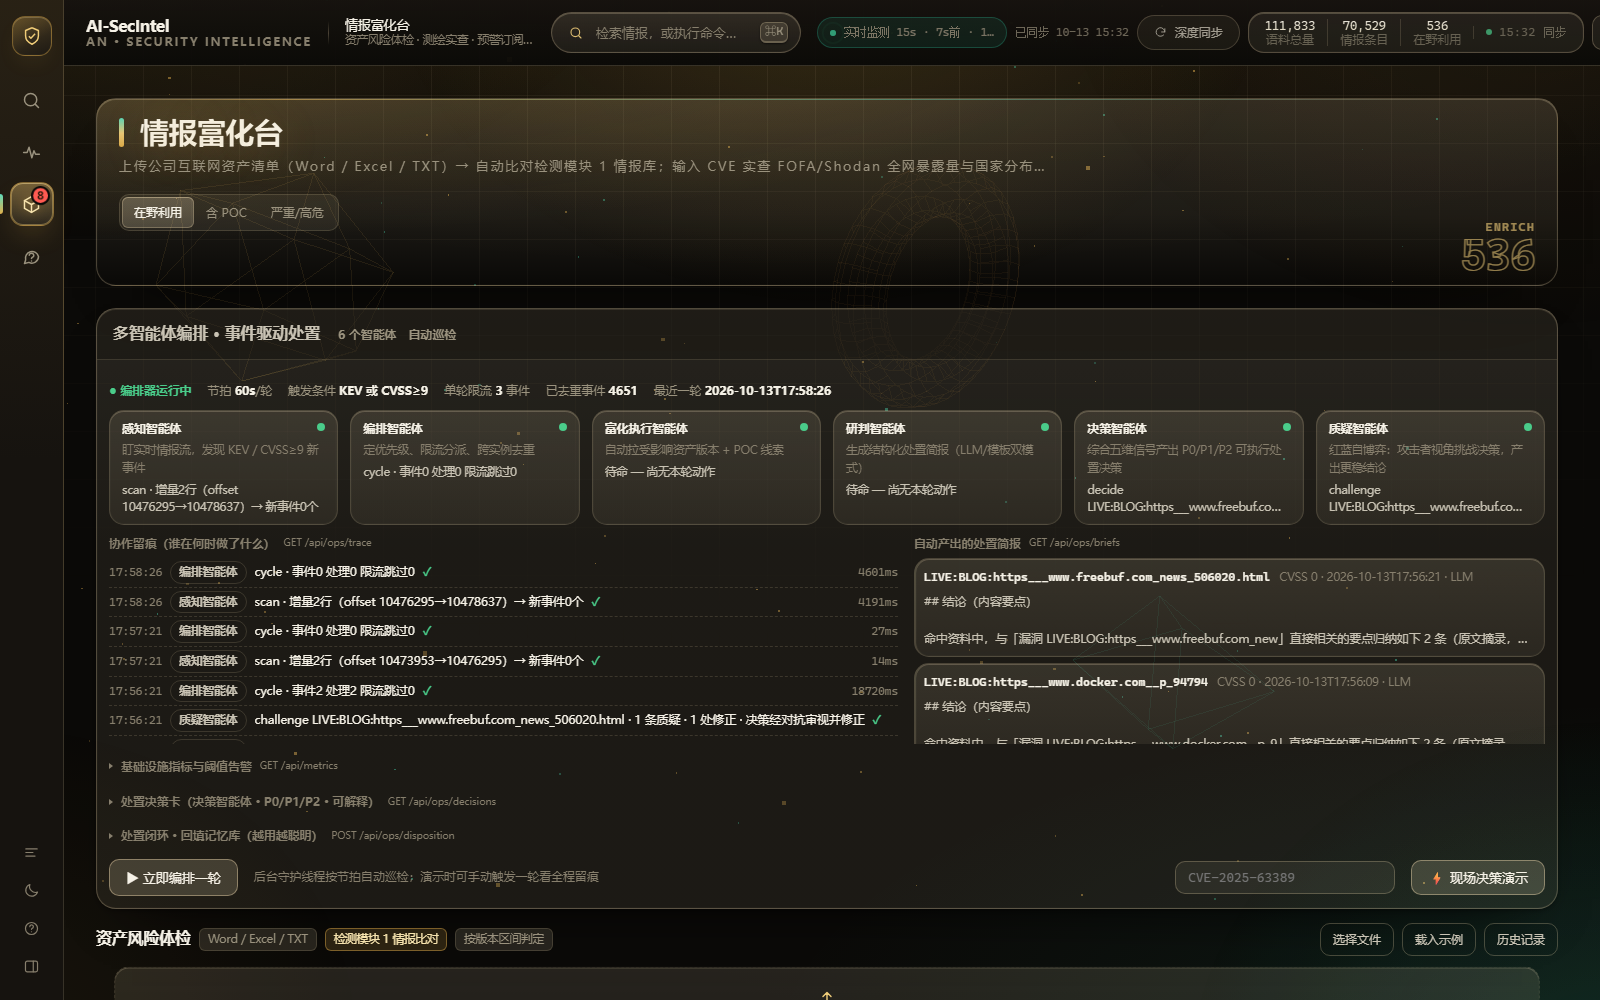 AI-SecIntel
AN • SECURITY INTELLIGENCE
情报富化台
资产风险体检 · 测绘实查 · 预警订阅...
检索情报，或执行命令...
⌘K
实时监测 15s · 7s前 · 1...
已同步 10-13 15:32
深度同步
111,833 语料总量
70,529 情报条目
536 在野利用
15:32 同步
8
情报富化台
上传公司互联网资产清单（Word / Excel / TXT）→ 自动比对检测模块 1 情报库；输入 CVE 实查 FOFA/Shodan 全网暴露量与国家分布...
在野利用 含 POC 严重/高危
ENRICH
536
多智能体编排 • 事件驱动处置 6 个智能体 自动巡检
编排器运行中 节拍 60s/轮 触发条件 KEV 或 CVSS≥9 单轮限流 3 事件 已去重事件 4651 最近一轮 2026-10-13T17:58:26
感知智能体
盯实时情报流，发现 KEV / CVSS≥9 新
事件
scan · 增量2行（offset
10476295→10478637）→ 新事件0个
编排智能体
定优先级、限流分派、跨实例去重
cycle · 事件0 处理0 限流跳过0
富化执行智能体
自动拉受影响资产版本 + POC 线索
待命 — 尚无本轮动作
研判智能体
生成结构化处置简报（LLM/模板双模
式）
待命 — 尚无本轮动作
决策智能体
综合五维信号产出 P0/P1/P2 可执行处
置决策
decide
LIVE:BLOG:https___www.freebuf.co...
质疑智能体
红蓝自博弈：攻击者视角挑战决策，产
出更稳结论
challenge
LIVE:BLOG:https___www.freebuf.co...
协作留痕（谁在何时做了什么） GET /api/ops/trace
17:58:26 编排智能体 cycle · 事件0 处理0 限流跳过0 ✓ 4601ms
17:58:26 感知智能体 scan · 增量2行（offset 10476295→10478637）→ 新事件0个 ✓ 4191ms
17:57:21 编排智能体 cycle · 事件0 处理0 限流跳过0 ✓ 27ms
17:57:21 感知智能体 scan · 增量2行（offset 10473953→10476295）→ 新事件0个 ✓ 14ms
17:56:21 编排智能体 cycle · 事件2 处理2 限流跳过0 ✓ 18720ms
17:56:21 质疑智能体 challenge LIVE:BLOG:https___www.freebuf.com_news_506020.html · 1 条质疑 · 1 处修正 · 决策经对抗审视并修正 ✓
自动产出的处置简报 GET /api/ops/briefs
LIVE:BLOG:https___www.freebuf.com_news_506020.html CVSS 0 · 2026-10-13T17:56:21 · LLM
## 结论（内容要点）
命中资料中，与「漏洞 LIVE:BLOG:https___www.freebuf.com_new」直接相关的要点归纳如下 2 条（原文摘录，...
LIVE:BLOG:https___www.docker.com__p_94794 CVSS 0 · 2026-10-13T17:56:09 · LLM
## 结论（内容要点）
命中资料中，与「漏洞 LIVE:BLOG:https___www.docker.com__p_9」直接相关的要点归纳如下 2 条（原文摘录，
基础设施指标与阈值告警 GET /api/metrics
处置决策卡（决策智能体 • P0/P1/P2 • 可解释） GET /api/ops/decisions
处置闭环 • 回填记忆库（越用越聪明） POST /api/ops/disposition
▶ 立即编排一轮
后台守护线程按节拍自动巡检；演示时可手动触发一轮看全程留痕
CVE-2025-63389
现场决策演示
资产风险体检 Word / Excel / TXT 检测模块 1 情报比对 按版本区间判定
选择文件 载入示例 历史记录